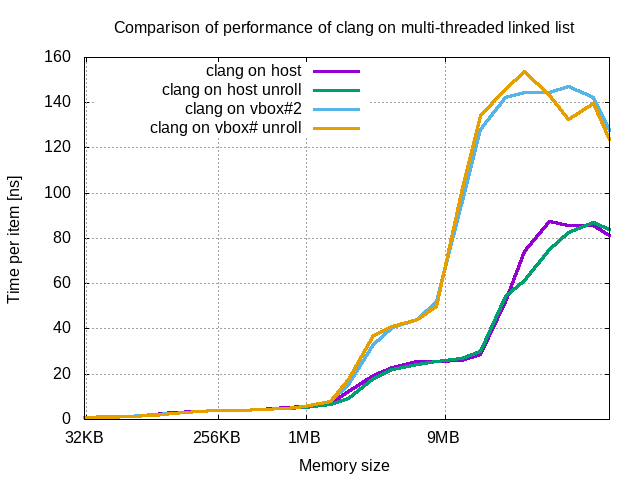 Comparison of performance of clang on multi-threaded linked list
160
140
120
100
80
60
40
20
0
Time per item [ns]
clang on host
clang on host unroll
clang on vbox#2
clang on vbox# unroll
32KB 256KB 1MB 9MB
Memory size